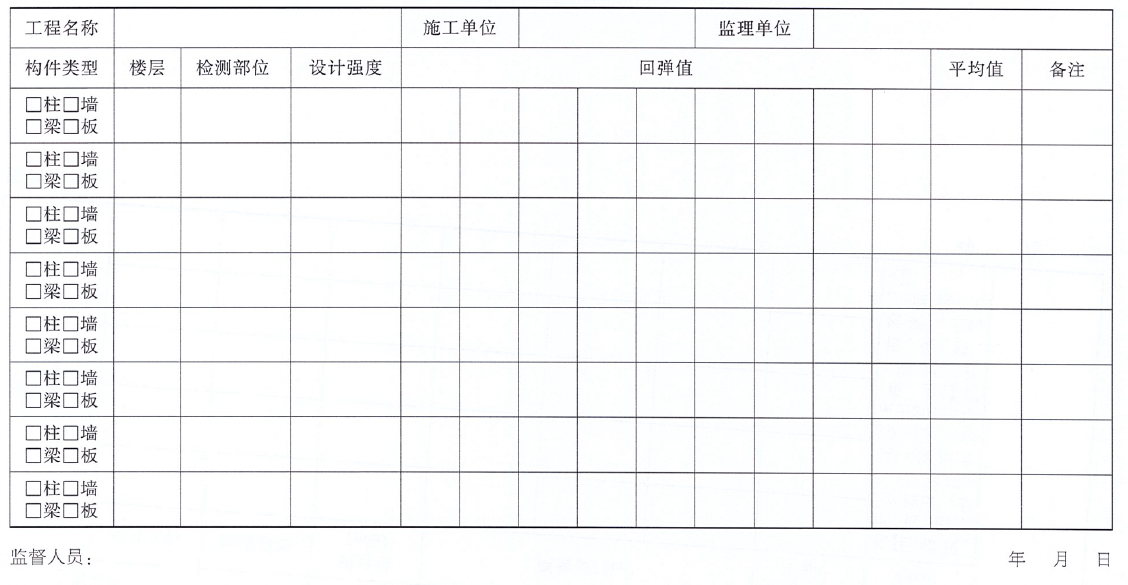 工程名称 施工单位 监理单位
构件类型 楼层 检测部位 设计强度 回弹值 平均值 备注
□柱□墙
□梁□板
□柱□墙
□梁□板
□柱□墙
□梁□板
□柱□墙
□梁□板
□柱□墙
□梁□板
□柱□墙
□梁□板
□柱□墙
□梁□板
□柱□墙
□梁□板
监督人员： 年 月 日